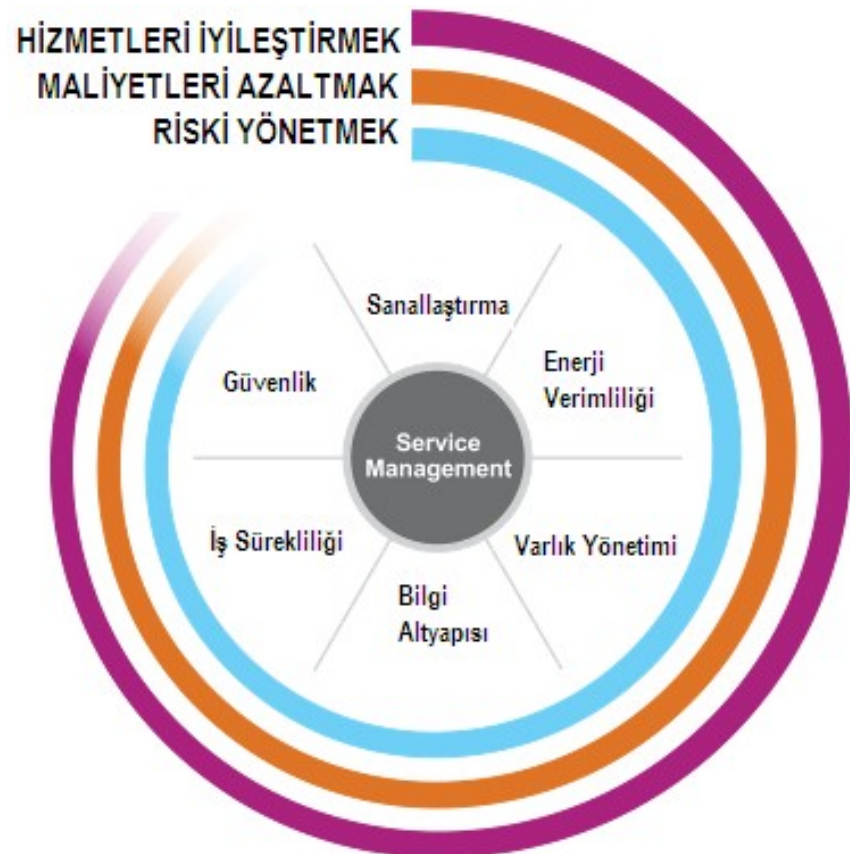 HİZMETLERİ İYİLEŞTİRMEK
MALİYETLERİ AZALTMAK
RİSKİ YÖNETMEK
Sanallaştırma
Enerji
Verimliliği
Güvenlik
Service
Management
İş Sürekliliği
Varlık Yönetimi
Bilgi
Altyapısı